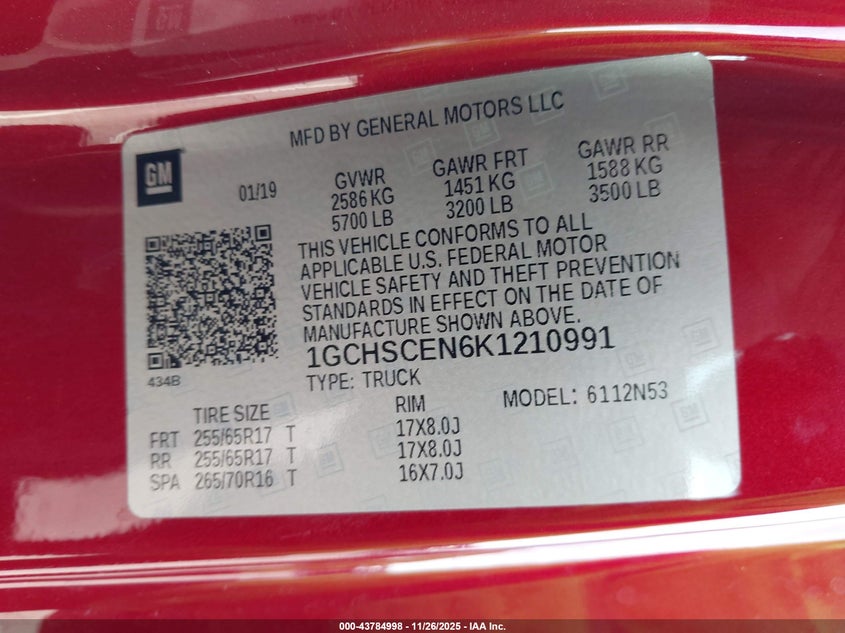 MFD BY GENERAL MOTORS LLC
GM
01/19
GVWR GAWR FRT GAWR RR
2586 KG 1451 KG 1588 KG
5700 LB 3200 LB 3500 LB
THIS VEHICLE CONFORMS TO ALL
APPLICABLE U.S. FEDERAL MOTOR
VEHICLE SAFETY AND THEFT PREVENTION
STANDARDS IN EFFECT ON THE DATE OF
MANUFACTURE SHOWN ABOVE.
1GCHSCEN6K1210991
434B
TYPE: TRUCK MODEL: 6112N53
TIRE SIZE RIM
FRT 255/65R17 T 17X8.0J
RR 255/65R17 T 17X8.0J
SPA 265/70R16 T 16X7.0J
000-43784998 - 11/26/2025 - IAA Inc.